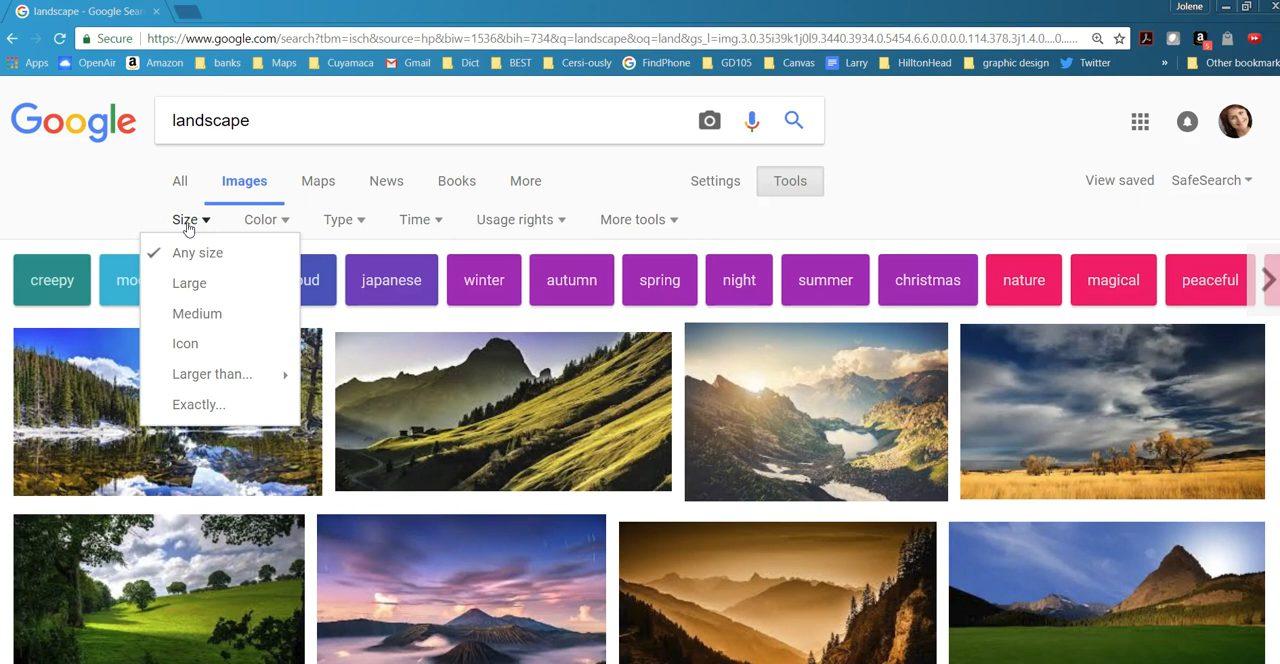 landscape - Google Sear
Jolene
Secure
https://www.google.com/search?tbm=isch&source=hp&biw=1536&bih=734&q=landscape&oq=land&gs_l=img.3.0.35i39k1j0l9.3440.3934.0.5454.6.6.0.0.0.0.114.378.3j1.4.0....0......
Apps OpenAir Amazon banks Maps Cuyamaca Gmail Dict BEST Cersi-ously FindPhone GD105 Canvas Larry HiltonHead graphic design Twitter » Other bookmark
Google
landscape
All Images Maps News Books More Settings Tools View saved SafeSearch
Size Color Type Time Usage rights More tools
Any size
Large
Medium
Icon
Larger than...
Exactly...
creepy moo oud japanese winter autumn spring night summer christmas nature magical peaceful